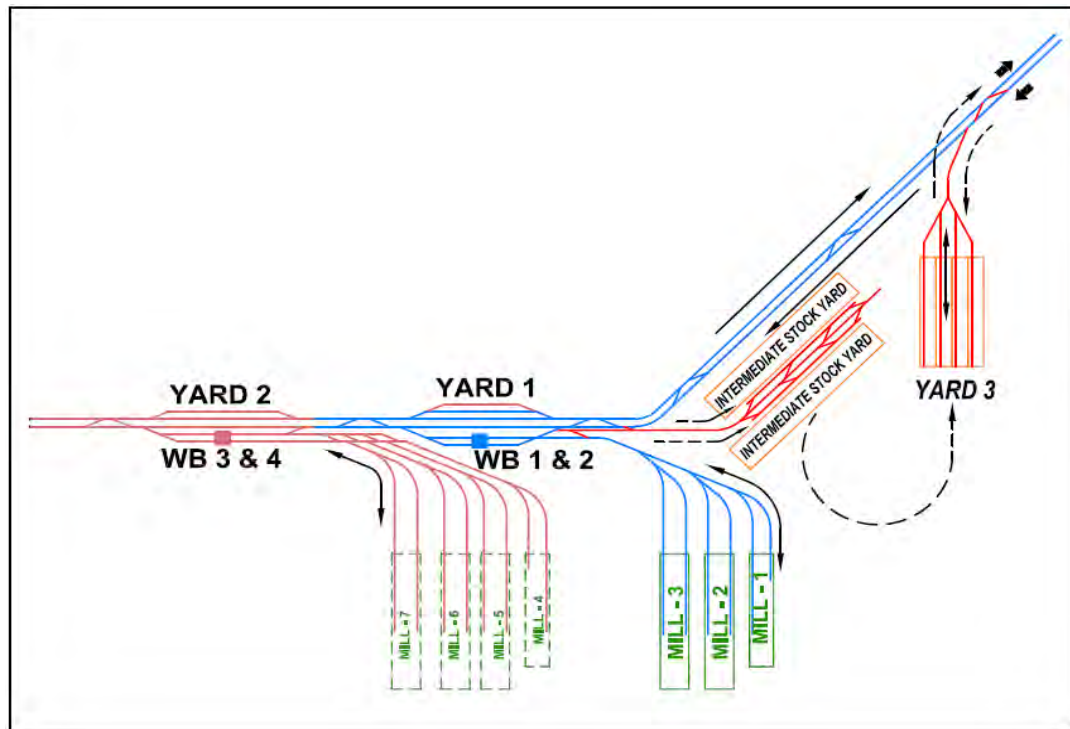 INTERMEDIATE STOCK YARD
INTERMEDIATE STOCK YARD
YARD 3
YARD 2
YARD 1
WB 3 & 4
WB 1 & 2
MILL - 7
MILL - 6
MILL - 5
MILL - 4
MILL - 3
MILL - 2
MILL - 1